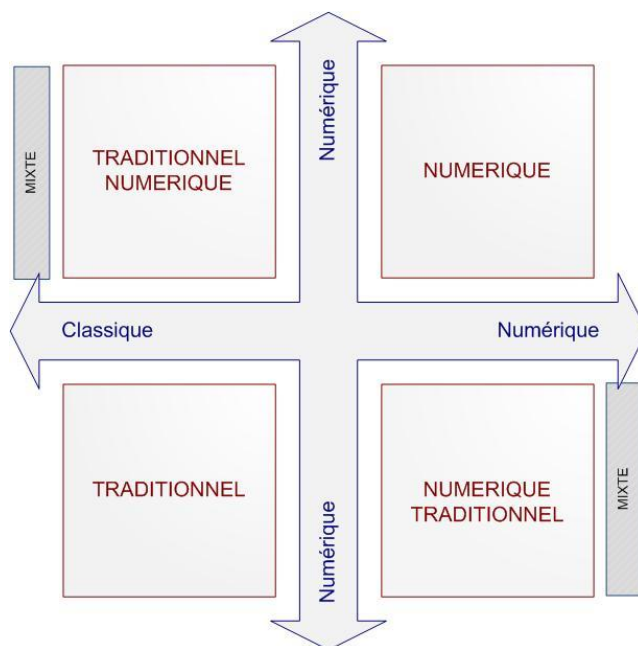 Numérique
MIXTE
TRADITIONNEL
NUMERIQUE
NUMERIQUE
Classique
Numérique
TRADITIONNEL
NUMERIQUE
TRADITIONNEL
MIXTE
Numérique